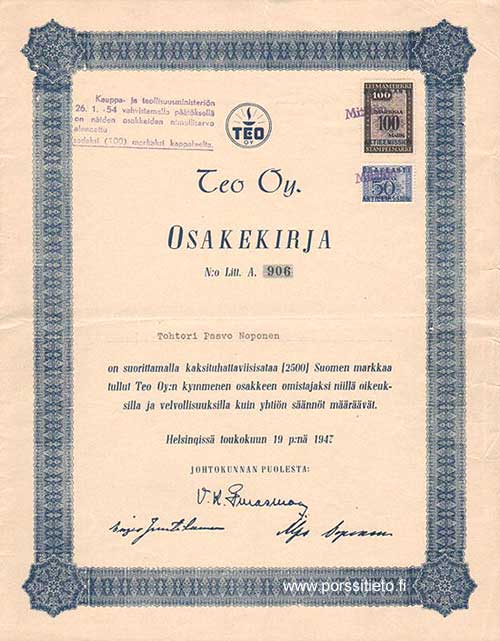 Kauppa- ja teollisuusministeriön
26.1.-54 vahvistamalla päätöksellä
on näiden osakkeiden nimellisarvo
alennettu
sadaksi (100) markaksi kappaleelta.
TEO
OY
LEIMAMERKKI
100
100
STÄMPELMÄRKE
50
Teo Oy.
OSAKEKIRJA
N:o Litt. A. 906
Tohtori Paavo Noponen
on suorittamalla kaksituhattaviisisataa [2500] Suomen markkaa
tullut Teo Oy:n kymmenen osakkeen omistajaksi niillä oikeuk-
silla ja velvollisuuksilla kuin yhtiön säännöt määräävät.
Helsingissä toukokuun 19 p:nä 1947
JOHTOKUNNAN PUOLESTA:
www.porssitieto.fi